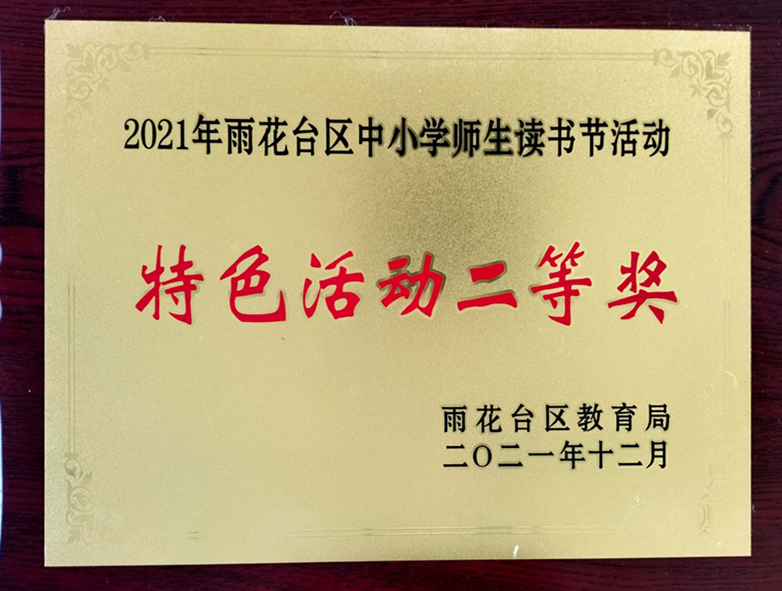 2021年雨花台区中小学师生读书节活动
特色活动二等奖
雨花台区教育局
二〇二一年十二月